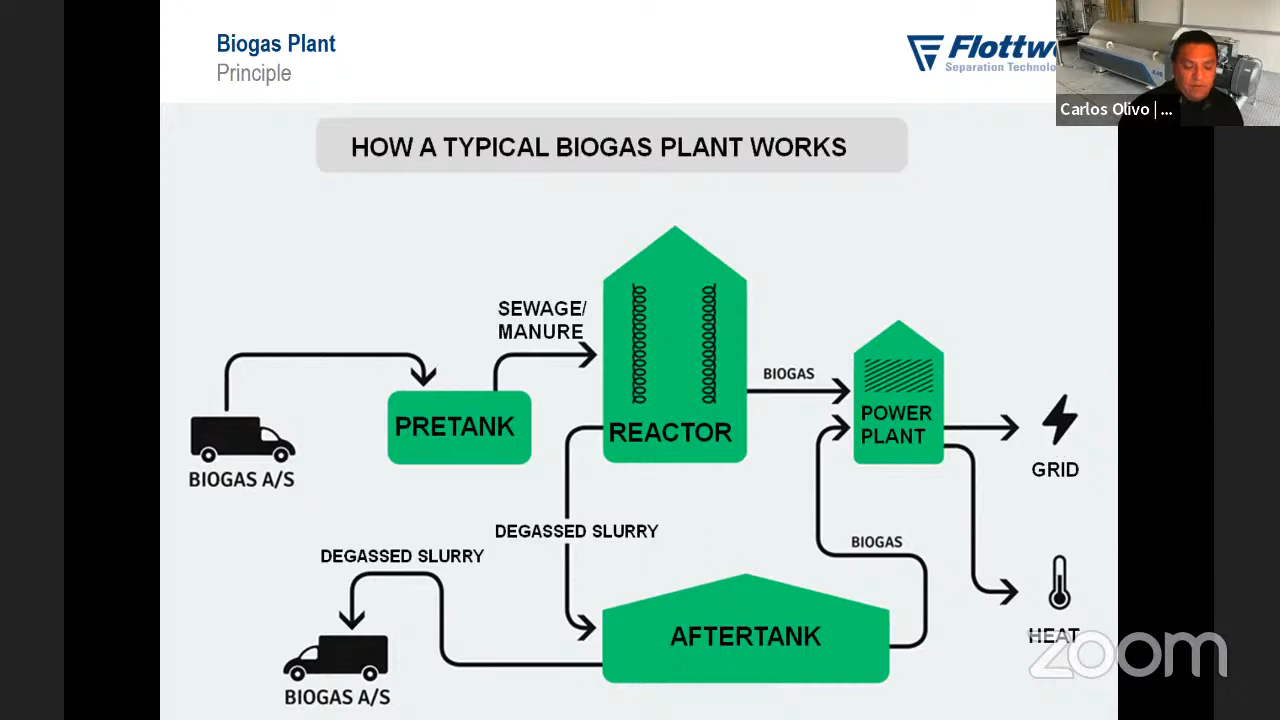 Biogas Plant
Principle
Flottw
Separation Technolo
Carlos Olivo | ...
HOW A TYPICAL BIOGAS PLANT WORKS
SEWAGE/
MANURE
BIOGAS
PRETANK
REACTOR
POWER
PLANT
BIOGAS A/S
GRID
DEGASSED SLURRY
DEGASSED SLURRY
BIOGAS
AFTERTANK
HEAT
BIOGAS A/S
zoom